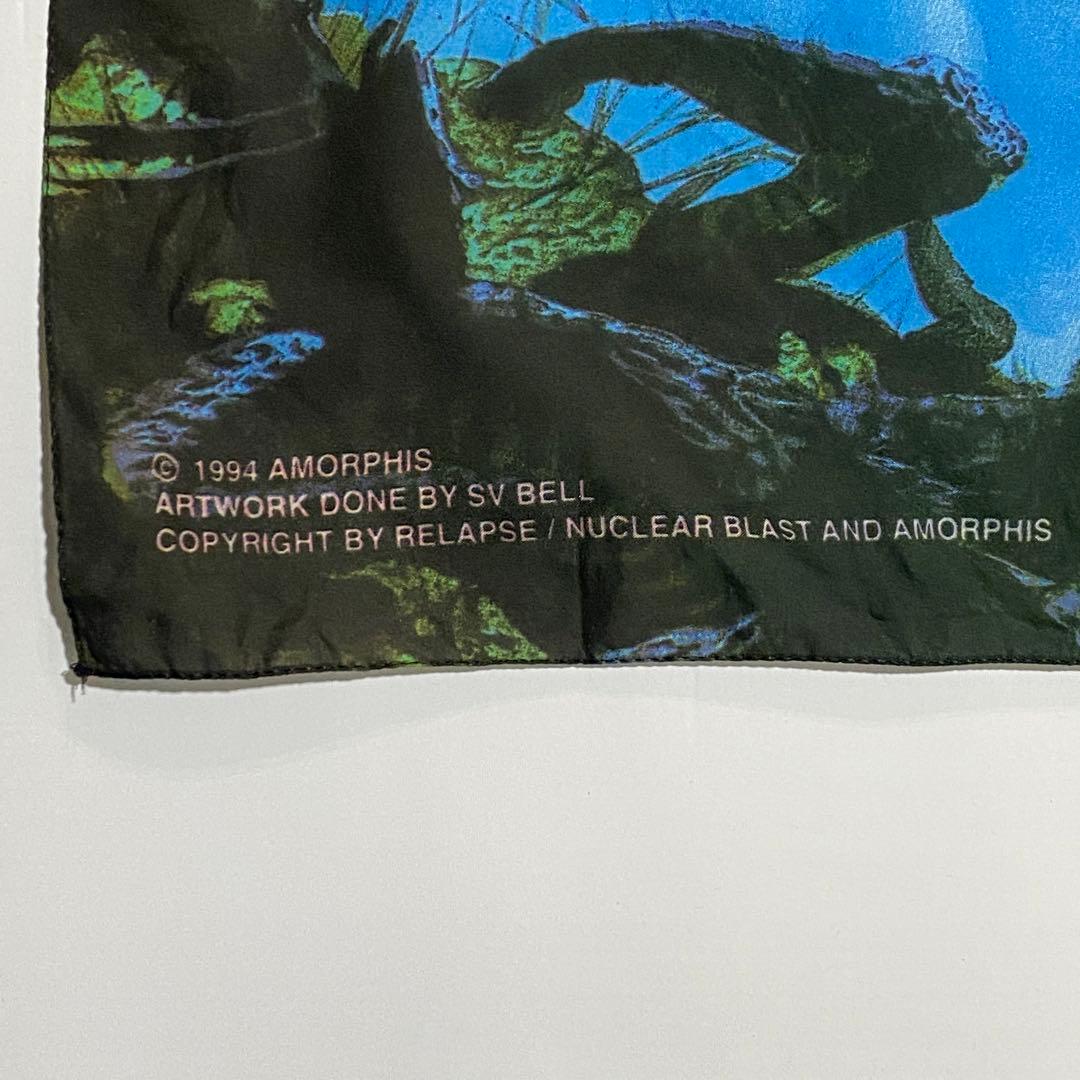 © 1994 AMORPHIS
ARTWORK DONE BY SV BELL
COPYRIGHT BY RELAPSE / NUCLEAR BLAST AND AMORPHIS